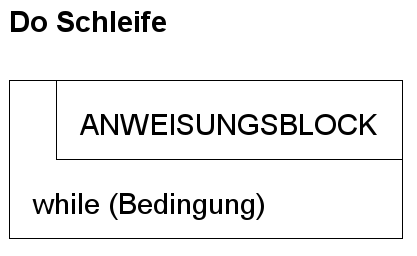 Do Schleife
ANWEISUNGSBLOCK
while (Bedingung)